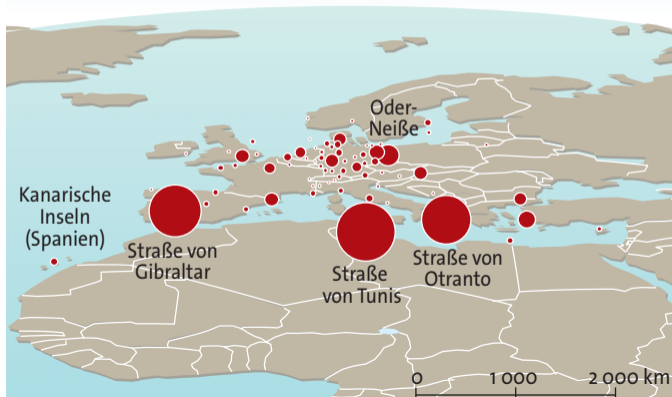 Oder-
Neiße
Kanarische
Inseln
(Spanien)
Straße von
Gibraltar
Straße
von Tunis
Straße von
Otranto
0 1 000 2 000 km